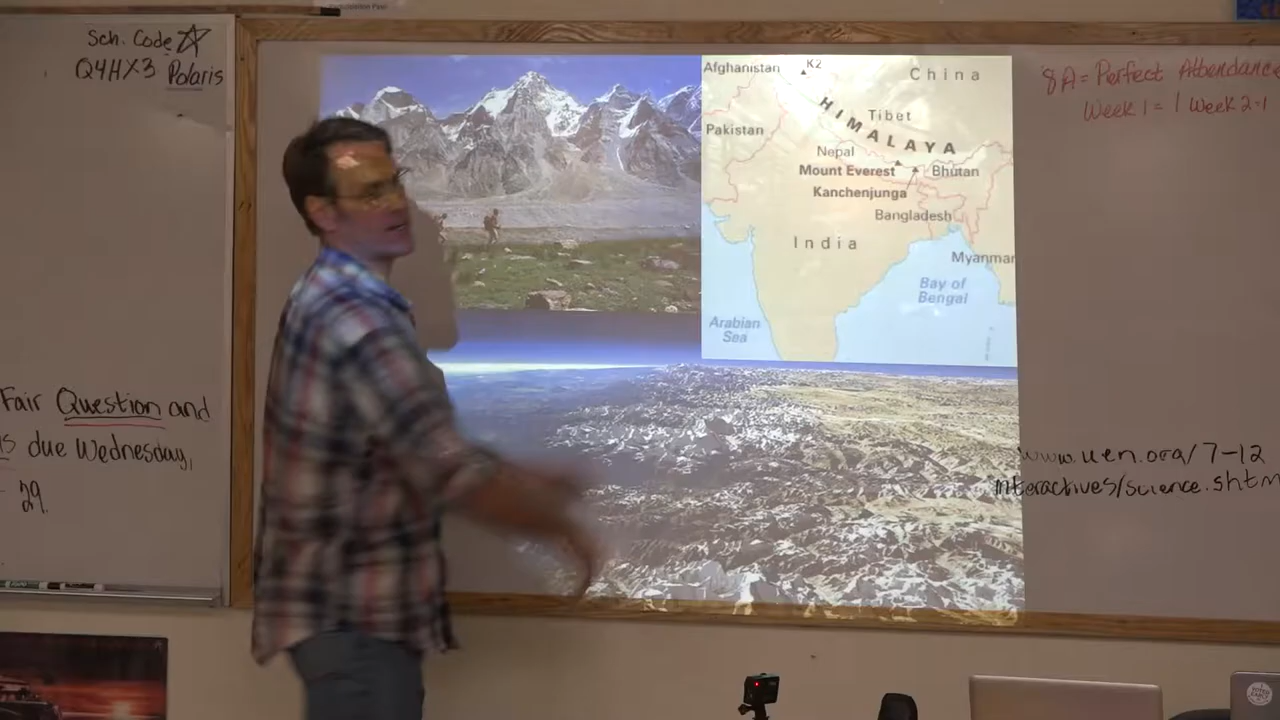 Sch. Code
Q4HX3 Polaris
Fair Question and
due Wednesday,
29.
Afghanistan
K2
China
HIMALAYA
Tibet
Pakistan
Nepal
Mount Everest
Bhutan
Kanchenjunga
Bangladesh
India
Myanmar
Bay of
Bengal
Arabian
Sea
8A = Perfect Attendance
Week 1 = 1 Week 2=1
www.uen.org/7-12
interactives/science.shtm